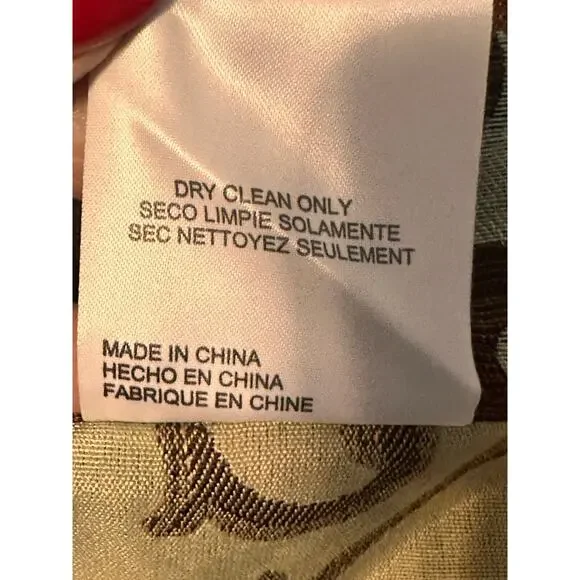 DRY CLEAN ONLY
SECO LIMPIE SOLAMENTE
SEC NETTOYEZ SEULEMENT
MADE IN CHINA
HECHO EN CHINA
FABRIQUE EN CHINE